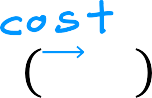 cost
(→ )